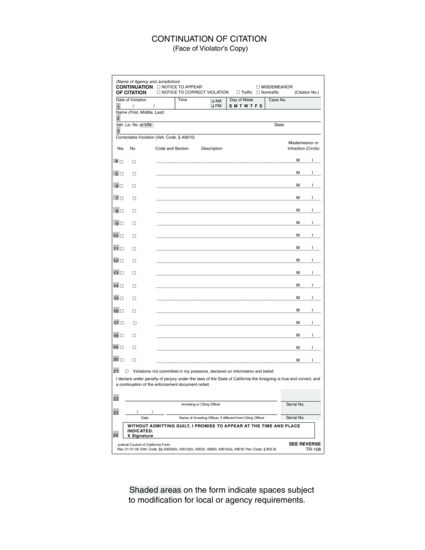 CONTINUATION OF CITATION
(Face of Violator's Copy)
(Name of Agency and Jurisdiction)
CONTINUATION ☐ NOTICE TO APPEAR ☐ MISDEMEANOR
OF CITATION ☐ NOTICE TO CORRECT VIOLATION ☐ Traffic ☐ Nontraffic (Citation No.)
Date of Violation Time ☐ AM Day of Week Case No.
1 / / ☐ PM S M T W T F S
Name (First, Middle, Last)
2
Veh. Lic. No. or VIN State
3
Correctable Violation (Veh. Code, § 40610)
Misdemeanor or
Yes No Code and Section Description Infraction (Circle)
4 ☐ ☐ M I
5 ☐ ☐ M I
6 ☐ ☐ M I
7 ☐ ☐ M I
8 ☐ ☐ M I
9 ☐ ☐ M I
10 ☐ ☐ M I
11 ☐ ☐ M I
12 ☐ ☐ M I
13 ☐ ☐ M I
14 ☐ ☐ M I
15 ☐ ☐ M I
16 ☐ ☐ M I
17 ☐ ☐ M I
18 ☐ ☐ M I
19 ☐ ☐ M I
20 ☐ ☐ M I
21 ☐ Violations not committed in my presence, declared on information and belief.
I declare under penalty of perjury under the laws of the State of California the foregoing is true and correct, and
a continuation of the enforcement document noted.
22
Arresting or Citing Officer Serial No.
23 / /
Date Name of Arresting Officer, if different from Citing Officer Serial No.
WITHOUT ADMITTING GUILT, I PROMISE TO APPEAR AT THE TIME AND PLACE
INDICATED.
24 X Signature
Judicial Council of California Form SEE REVERSE
TR-108
Shaded areas on the form indicate spaces subject
to modification for local or agency requirements.